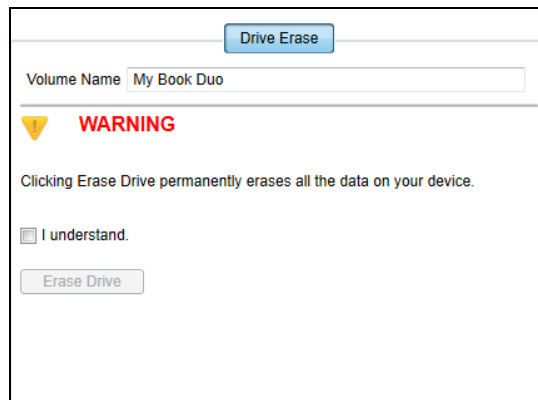 Drive Erase
Volume Name My Book Duo
WARNING
Clicking Erase Drive permanently erases all the data on your device.
I understand.
Erase Drive